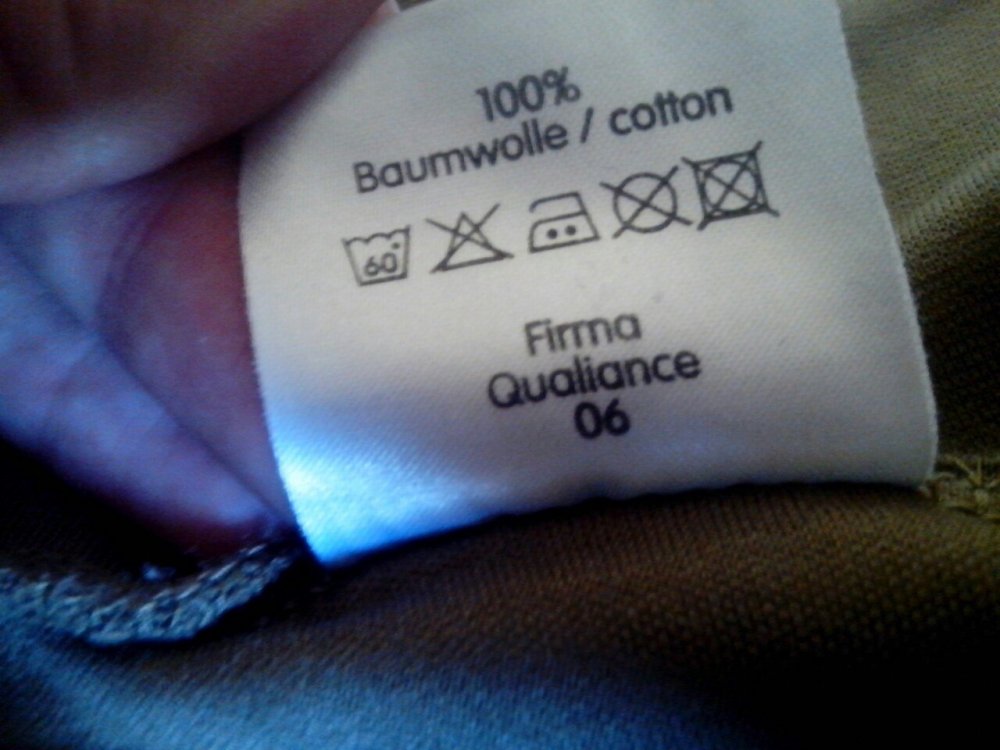 100%
Baumwolle / cotton
60°
Firma
Qualiance
06